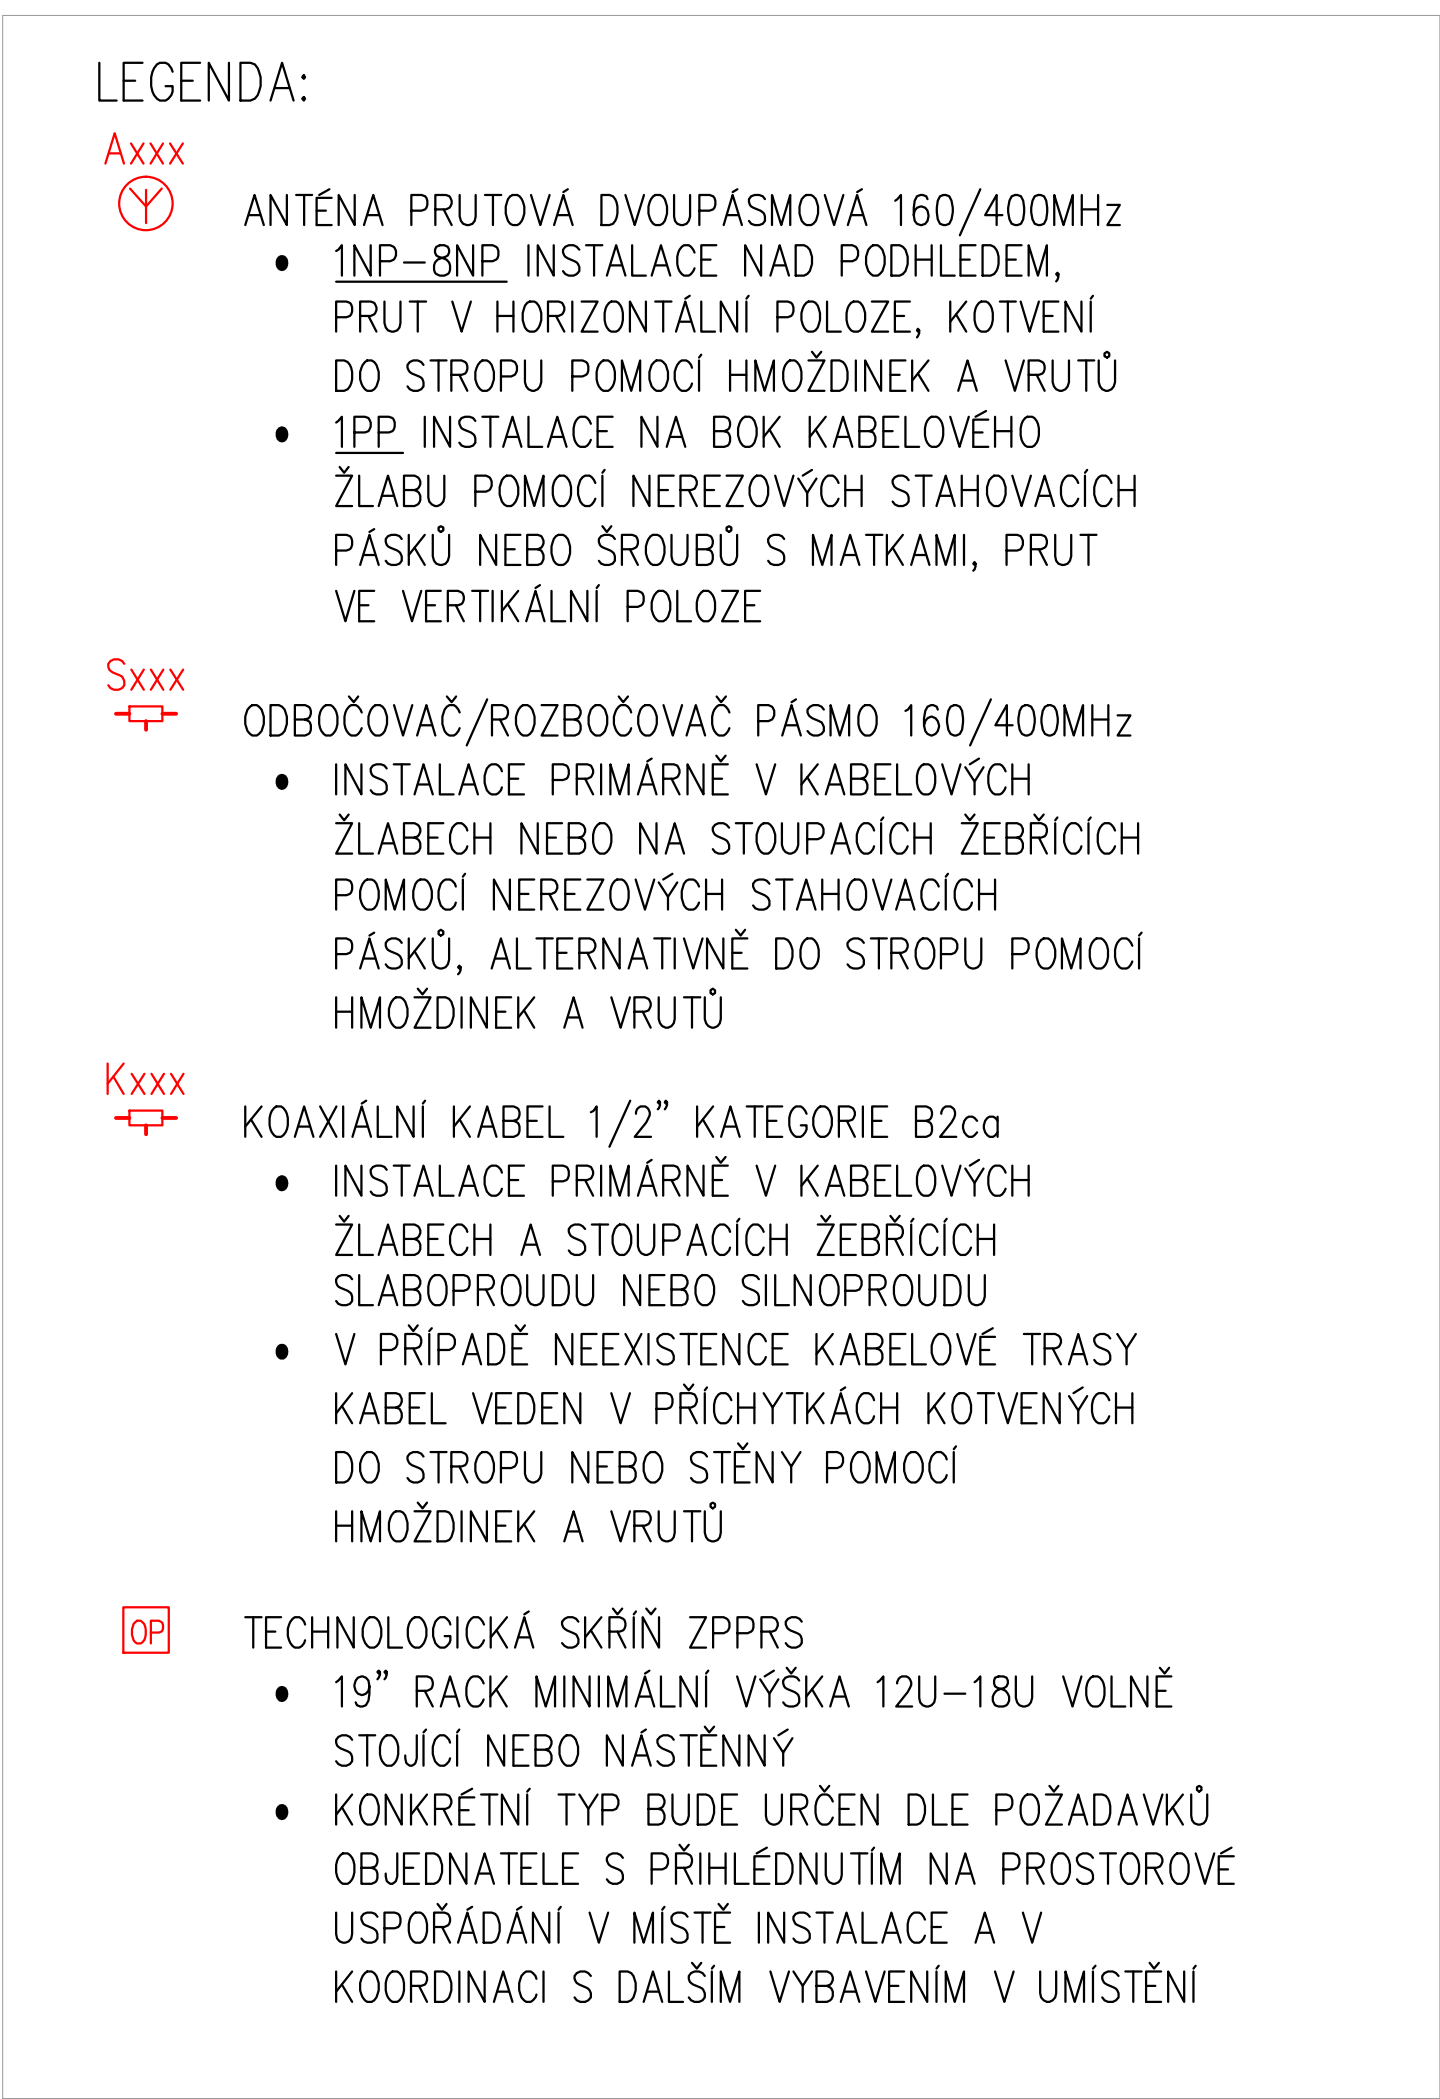 LEGENDA:
Axxx
ANTÉNA PRUTOVÁ DVOUPÁSMOVÁ 160/400MHz
• 1NP-8NP INSTALACE NAD PODHLEDEM,
PRUT V HORIZONTÁLNÍ POLOZE, KOTVENÍ
DO STROPU POMOCÍ HMOŽDINEK A VRUTŮ
• 1PP INSTALACE NA BOK KABELOVÉHO
ŽLABU POMOCÍ NEREZOVÝCH STAHOVACÍCH
PÁSKŮ NEBO ŠROUBŮ S MATKAMI, PRUT
VE VERTIKÁLNÍ POLOZE
Sxxx
ODBOČOVAČ/ROZBOČOVAČ PÁSMO 160/400MHz
• INSTALACE PRIMÁRNĚ V KABELOVÝCH
ŽLABECH NEBO NA STOUPACÍCH ŽEBŘÍCÍCH
POMOCÍ NEREZOVÝCH STAHOVACÍCH
PÁSKŮ, ALTERNATIVNĚ DO STROPU POMOCÍ
HMOŽDINEK A VRUTŮ
Kxxx
KOAXIÁLNÍ KABEL 1/2” KATEGORIE B2ca
• INSTALACE PRIMÁRNĚ V KABELOVÝCH
ŽLABECH A STOUPACÍCH ŽEBŘÍCÍCH
SLABOPROUDU NEBO SILNOPROUDU
• V PŘÍPADĚ NEEXISTENCE KABELOVÉ TRASY
KABEL VEDEN V PŘÍCHYTKÁCH KOTVENÝCH
DO STROPU NEBO STĚNY POMOCÍ
HMOŽDINEK A VRUTŮ
OP TECHNOLOGICKÁ SKŘÍŇ ZPPRS
• 19” RACK MINIMÁLNÍ VÝŠKA 12U-18U VOLNĚ
STOJÍCÍ NEBO NÁSTĚNNÝ
• KONKRÉTNÍ TYP BUDE URČEN DLE POŽADAVKŮ
OBJEDNATELE S PŘIHLÉDNUTÍM NA PROSTOROVÉ
USPOŘÁDÁNÍ V MÍSTĚ INSTALACE A V
KOORDINACI S DALŠÍM VYBAVENÍM V UMÍSTĚNÍ